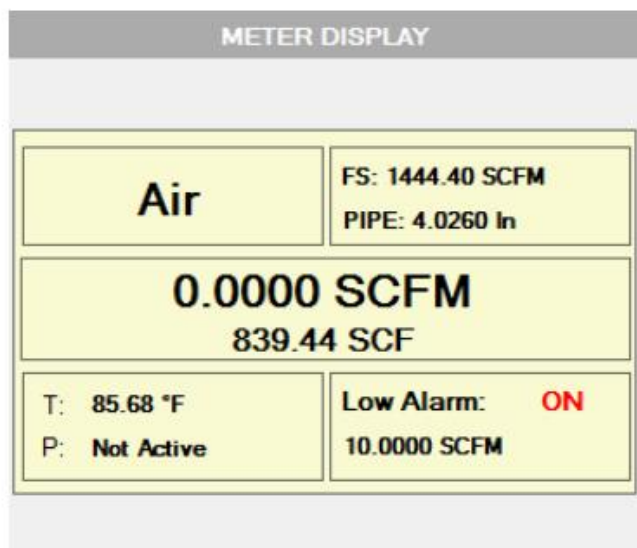 METER DISPLAY
Air
FS: 1444.40 SCFM
PIPE: 4.0260 In
0.0000 SCFM
839.44 SCF
T: 85.68 °F
P: Not Active
Low Alarm: ON
10.0000 SCFM